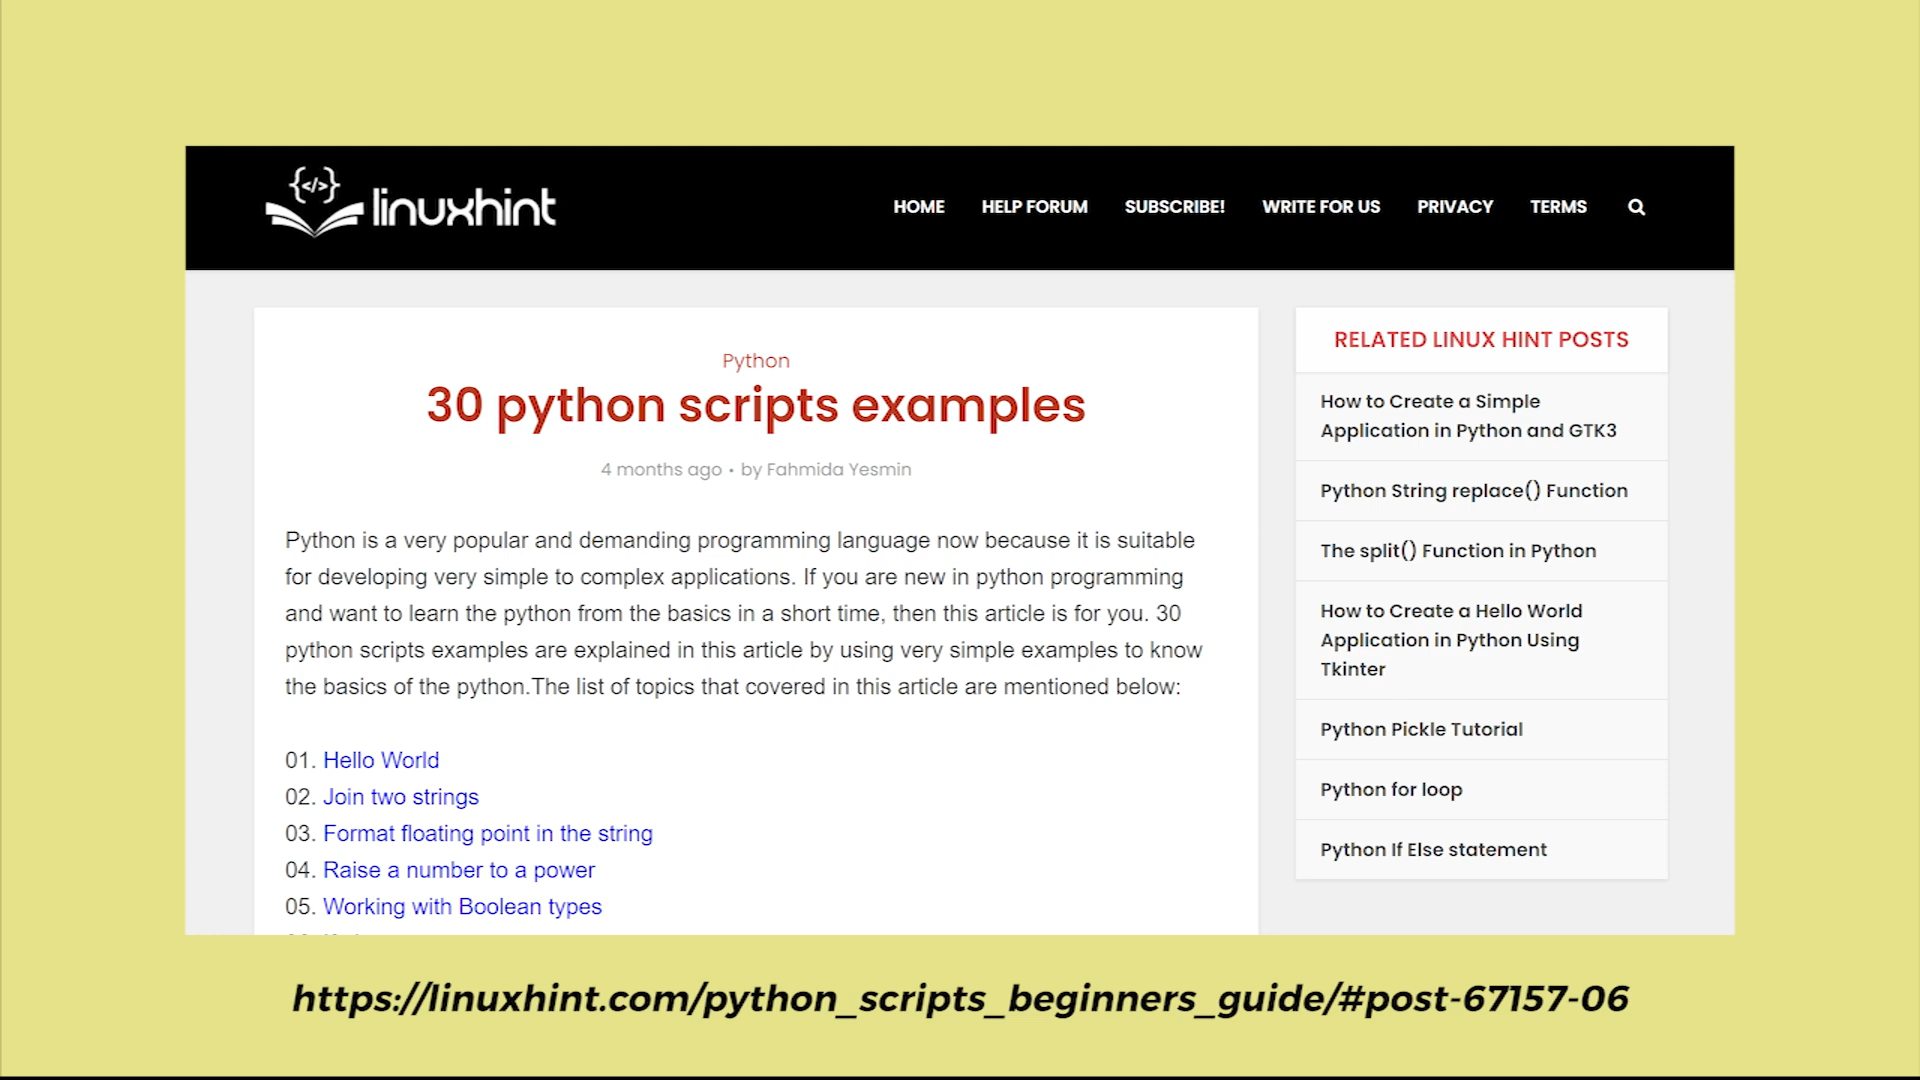 {</>} linuxhint
HOME HELP FORUM SUBSCRIBE! WRITE FOR US PRIVACY TERMS
Python
30 python scripts examples
4 months ago • by Fahmida Yesmin
Python is a very popular and demanding programming language now because it is suitable
for developing very simple to complex applications. If you are new in python programming
and want to learn the python from the basics in a short time, then this article is for you. 30
python scripts examples are explained in this article by using very simple examples to know
the basics of the python.The list of topics that covered in this article are mentioned below:
01. Hello World
02. Join two strings
03. Format floating point in the string
04. Raise a number to a power
05. Working with Boolean types
RELATED LINUX HINT POSTS
How to Create a Simple
Application in Python and GTK3
Python String replace() Function
The split() Function in Python
How to Create a Hello World
Application in Python Using
Tkinter
Python Pickle Tutorial
Python for loop
Python If Else statement
https://linuxhint.com/python_scripts_beginners_guide/#post-67157-06